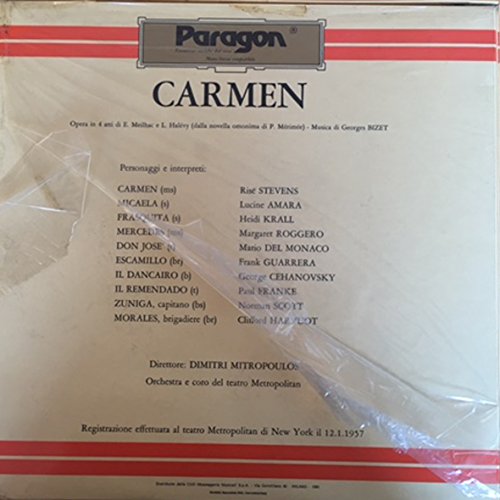 Paragon ®
CARMEN
Opera in 4 atti di E. Meilhac e L. Halévy (dalla novella omonima di P. Mérimée) - Musica di Georges BIZET
Personaggi e interpreti:
CARMEN (ms) Risë STEVENS
MICAELA (s) Lucine AMARA
FRASQUITA (s) Heidi KRALL
MERCEDES (ms) Margaret ROGGERO
DON JOSE' (t) Mario DEL MONACO
ESCAMILLO (br) Frank GUARRERA
IL DANCAIRO (b) George CEHANOVSKY
IL REMENDADO (t) Paul FRANKE
ZUNIGA, capitano (bs) Norman SCOTT
MORALES, brigadiere (br) Clifford
Direttore: DIMITRI MITROPOULOS
Orchestra e coro del teatro Metropolitan
Registrazione effettuata al teatro Metropolitan di New York il 12.1.1957